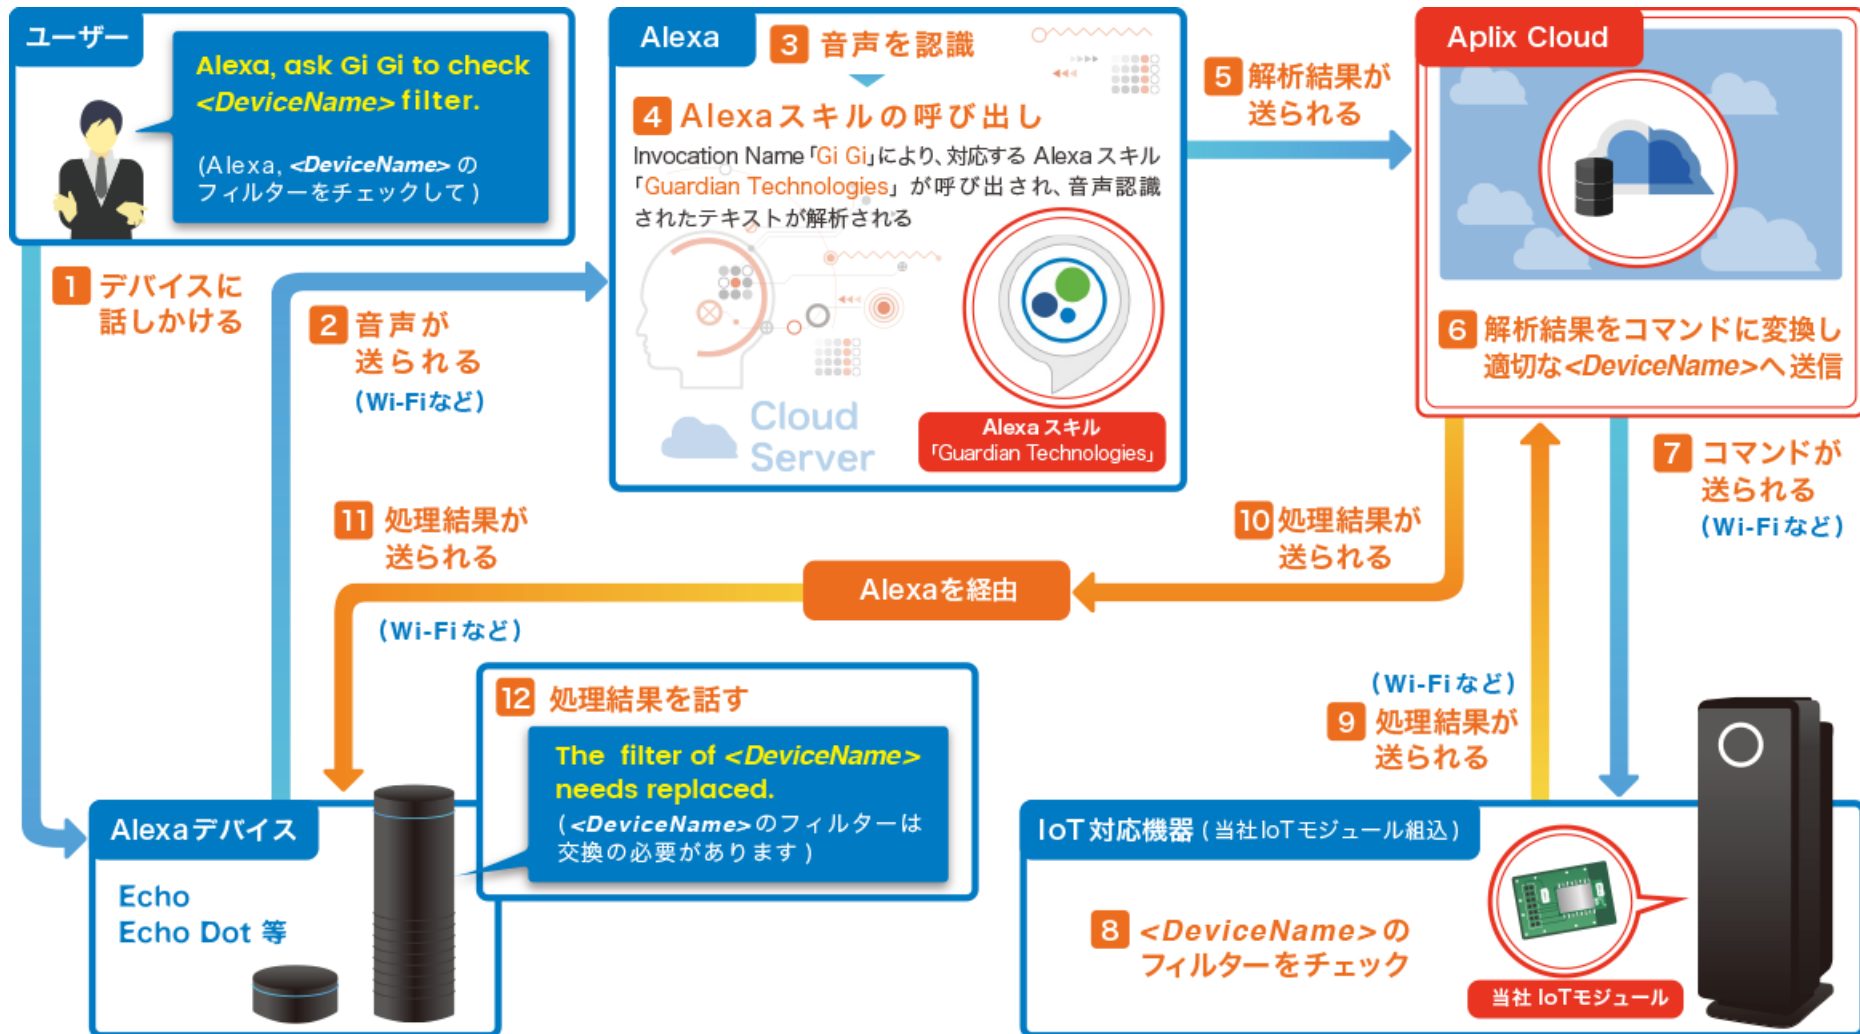 ユーザー
Alexa, ask Gi Gi to check
<DeviceName> filter.
(Alexa, <DeviceName> の
フィルターをチェックして)
1 デバイスに
話しかける
2 音声が
送られる
(Wi-Fiなど)
Alexa
3 音声を認識
4 Alexaスキルの呼び出し
Invocation Name「Gi Gi」により、対応する Alexa スキル
「Guardian Technologies」が呼び出され、音声認識
されたテキストが解析される
Cloud
Server
Alexa スキル
「Guardian Technologies」
5 解析結果が
送られる
Aplix Cloud
6 解析結果をコマンドに変換し
適切な<DeviceName>へ送信
7 コマンドが
送られる
(Wi-Fiなど)
IoT対応機器(当社IoTモジュール組込)
8 <DeviceName>の
フィルターをチェック
当社 IoTモジュール
(Wi-Fiなど)
9 処理結果が
送られる
10 処理結果が
送られる
Alexaを経由
11 処理結果が
送られる
(Wi-Fiなど)
12 処理結果を話す
The filter of <DeviceName>
needs replaced.
(<DeviceName>のフィルターは
交換の必要があります)
Alexaデバイス
Echo
Echo Dot 等